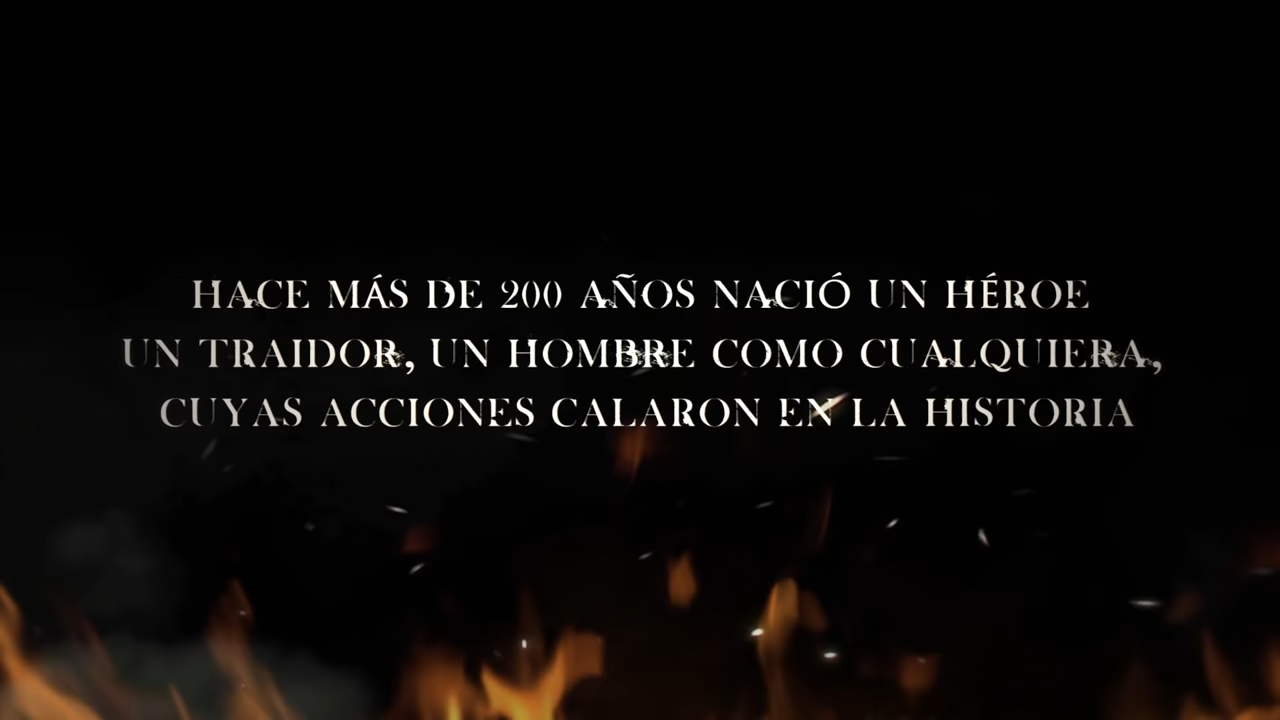 HACE MÁS DE 200 AÑOS NACIÓ UN HÉROE
UN TRAIDOR, UN HOMBRE COMO CUALQUIERA,
CUYAS ACCIONES CALARON EN LA HISTORIA